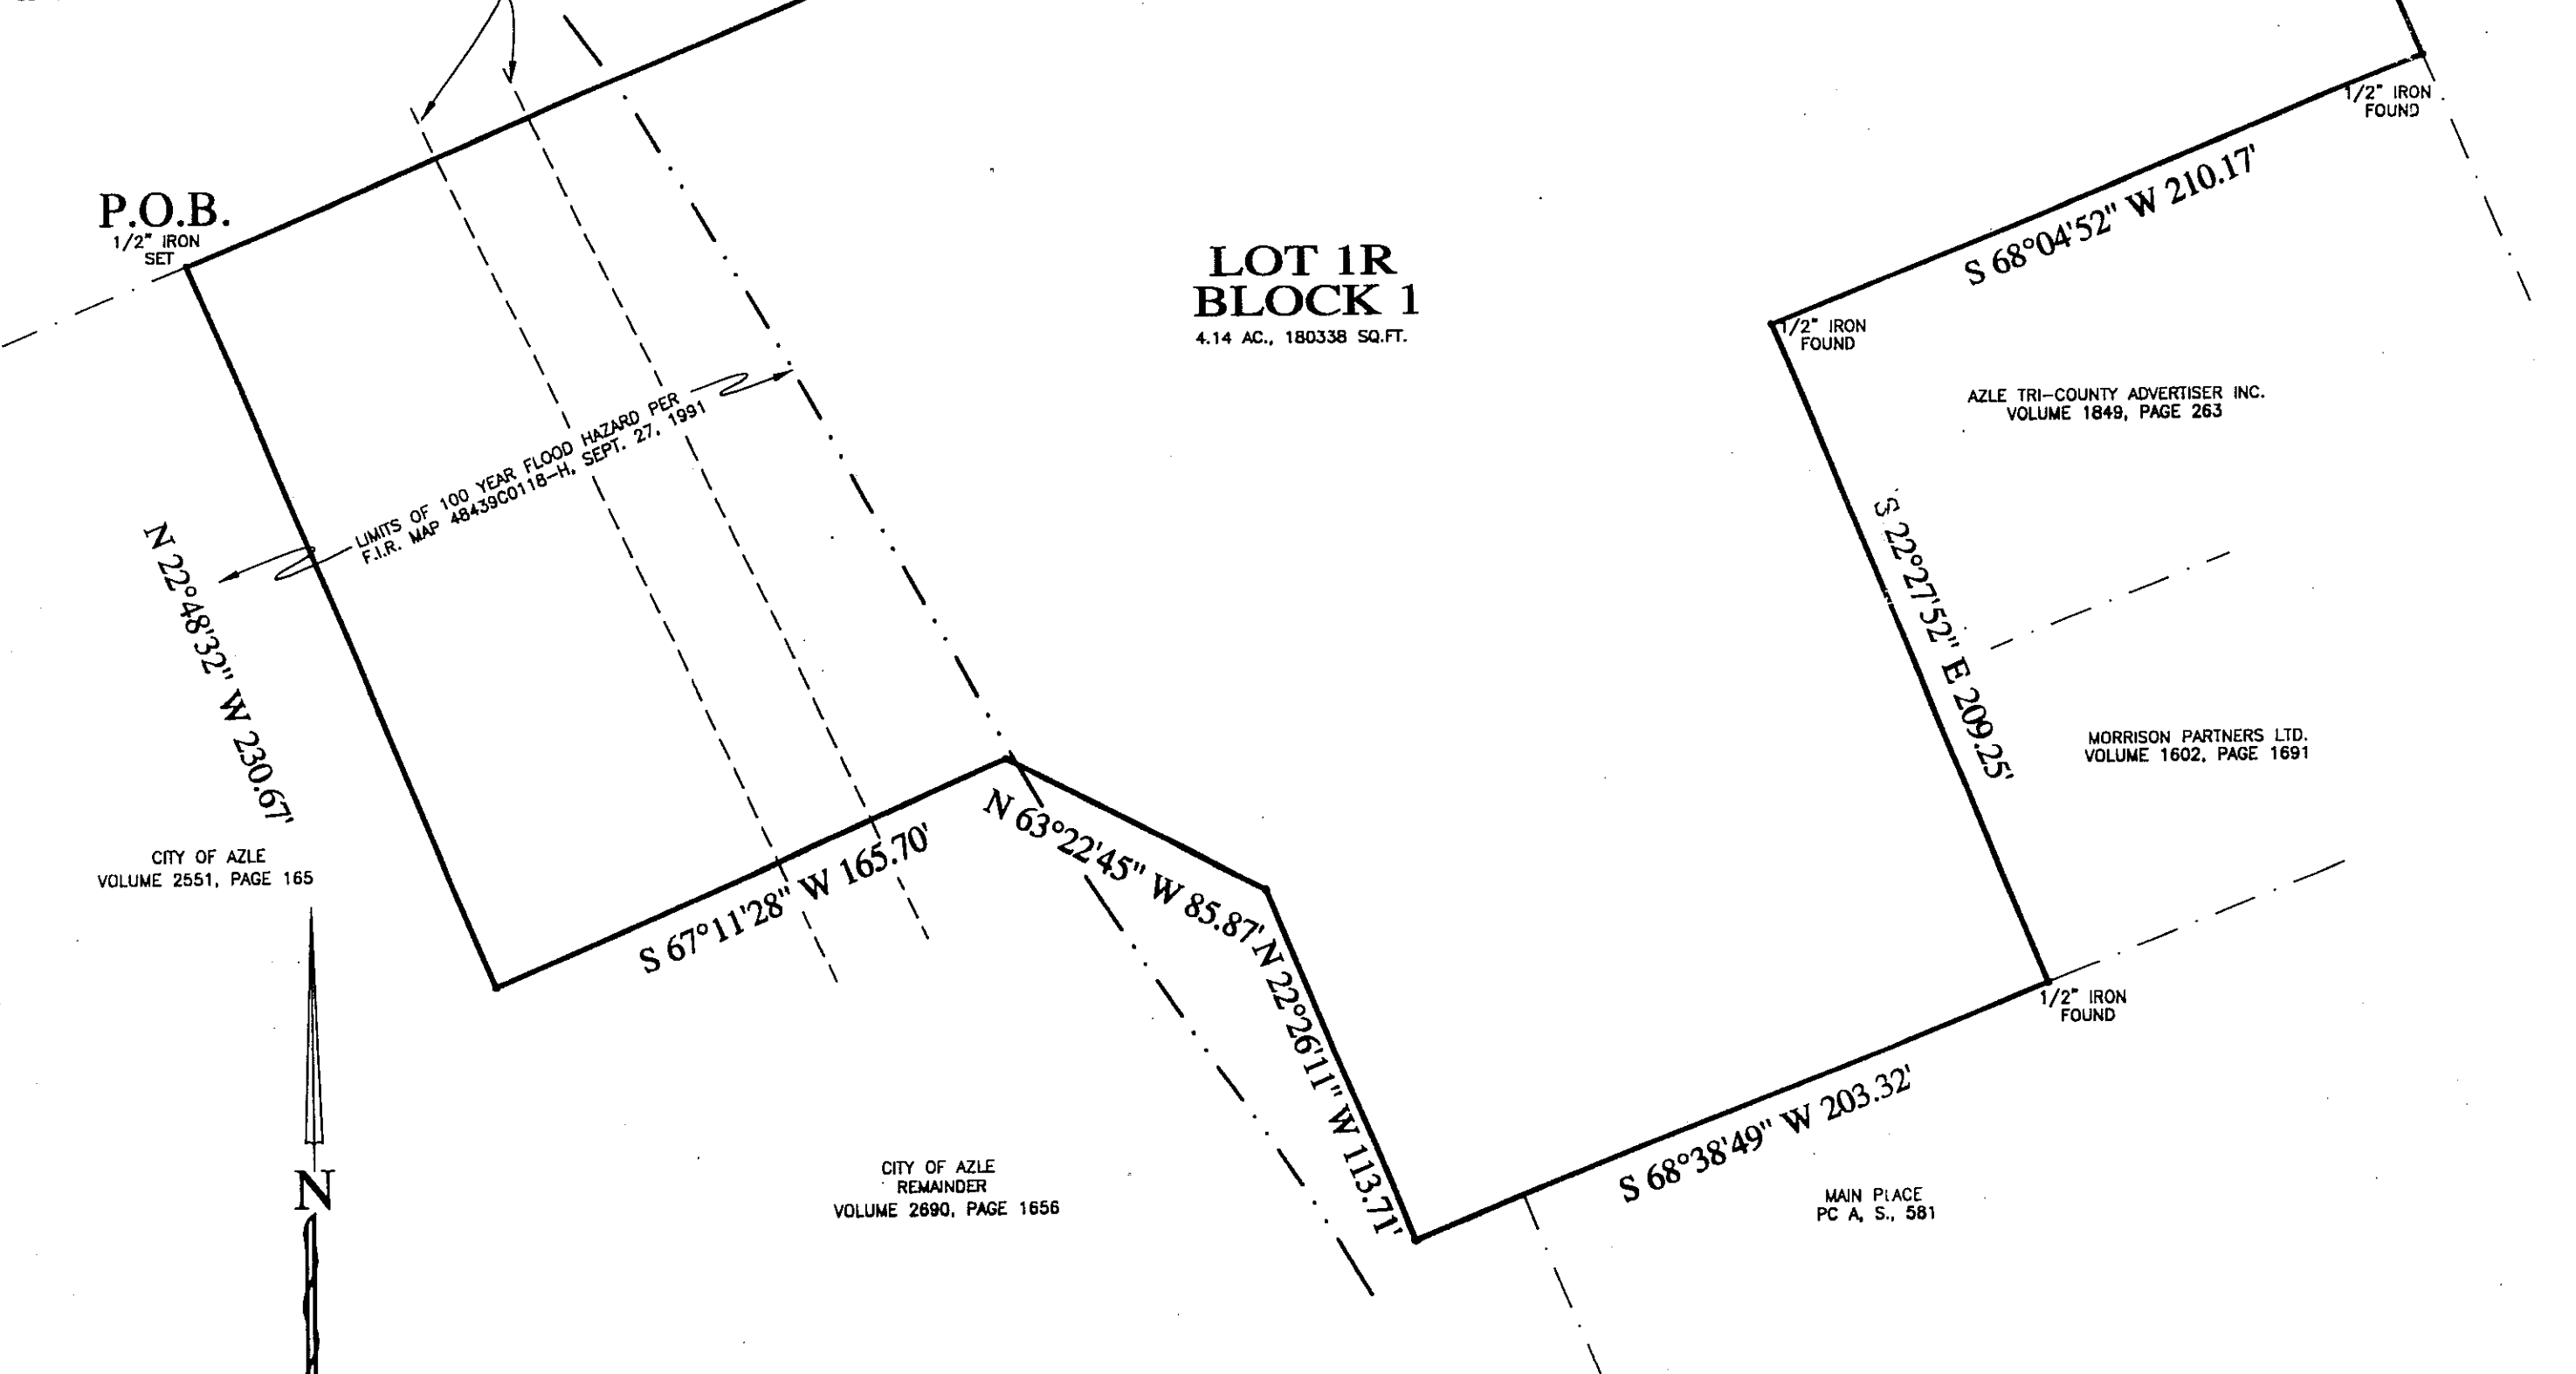 P.O.B.
1/2" IRON
SET
1/2" IRON
FOUND
S 68°04'52" W 210.17'
LOT 1R
BLOCK 1
4.14 AC., 180338 SQ.FT.
1/2" IRON
FOUND
AZLE TRI-COUNTY ADVERTISER INC.
VOLUME 1849, PAGE 263
LIMITS OF 100 YEAR FLOOD HAZARD PER
F.I.R. MAP 48439C0118-H, SEPT. 27, 1991
N 22°48'32" W 230.67'
S 22°27'52" E 209.25'
MORRISON PARTNERS LTD.
VOLUME 1602, PAGE 1691
CITY OF AZLE
VOLUME 2551, PAGE 165
S 67°11'28" W 165.70'
N 63°22'45" W 85.87'
N 22°26'11" W 113.71'
1/2" IRON
FOUND
S 68°38'49" W 203.32'
N
CITY OF AZLE
REMAINDER
VOLUME 2690, PAGE 1656
MAIN PLACE
PC A, S., 581